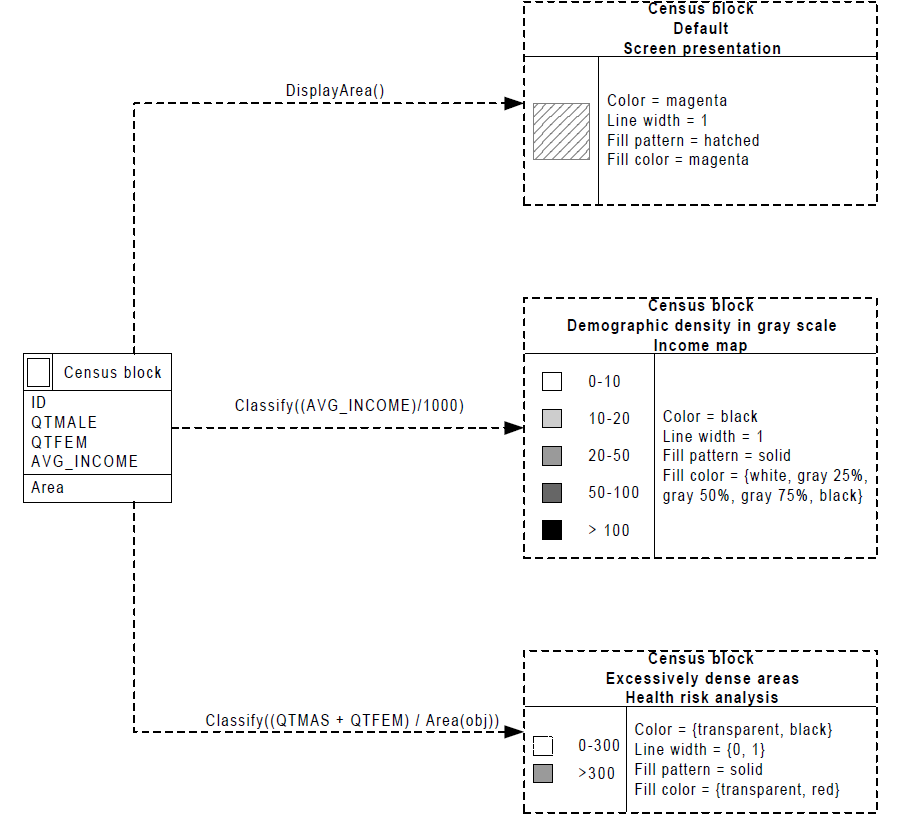 Census block
Default
Screen presentation
DisplayArea()
Color = magenta
Line width = 1
Fill pattern = hatched
Fill color = magenta
Census block
Demographic density in gray scale
Income map
Census block
ID
QTMALE
QTFEM
AVG_INCOME
Area
Classify((AVG_INCOME)/1000)
0-10
10-20
20-50
50-100
> 100
Color = black
Line width = 1
Fill pattern = solid
Fill color = {white, gray 25%,
gray 50%, gray 75%, black}
Census block
Excessively dense areas
Health risk analysis
Classify((QTMAS + QTFEM) / Area(obj))
0-300
>300
Color = {transparent, black}
Line width = {0, 1}
Fill pattern = solid
Fill color = {transparent, red}